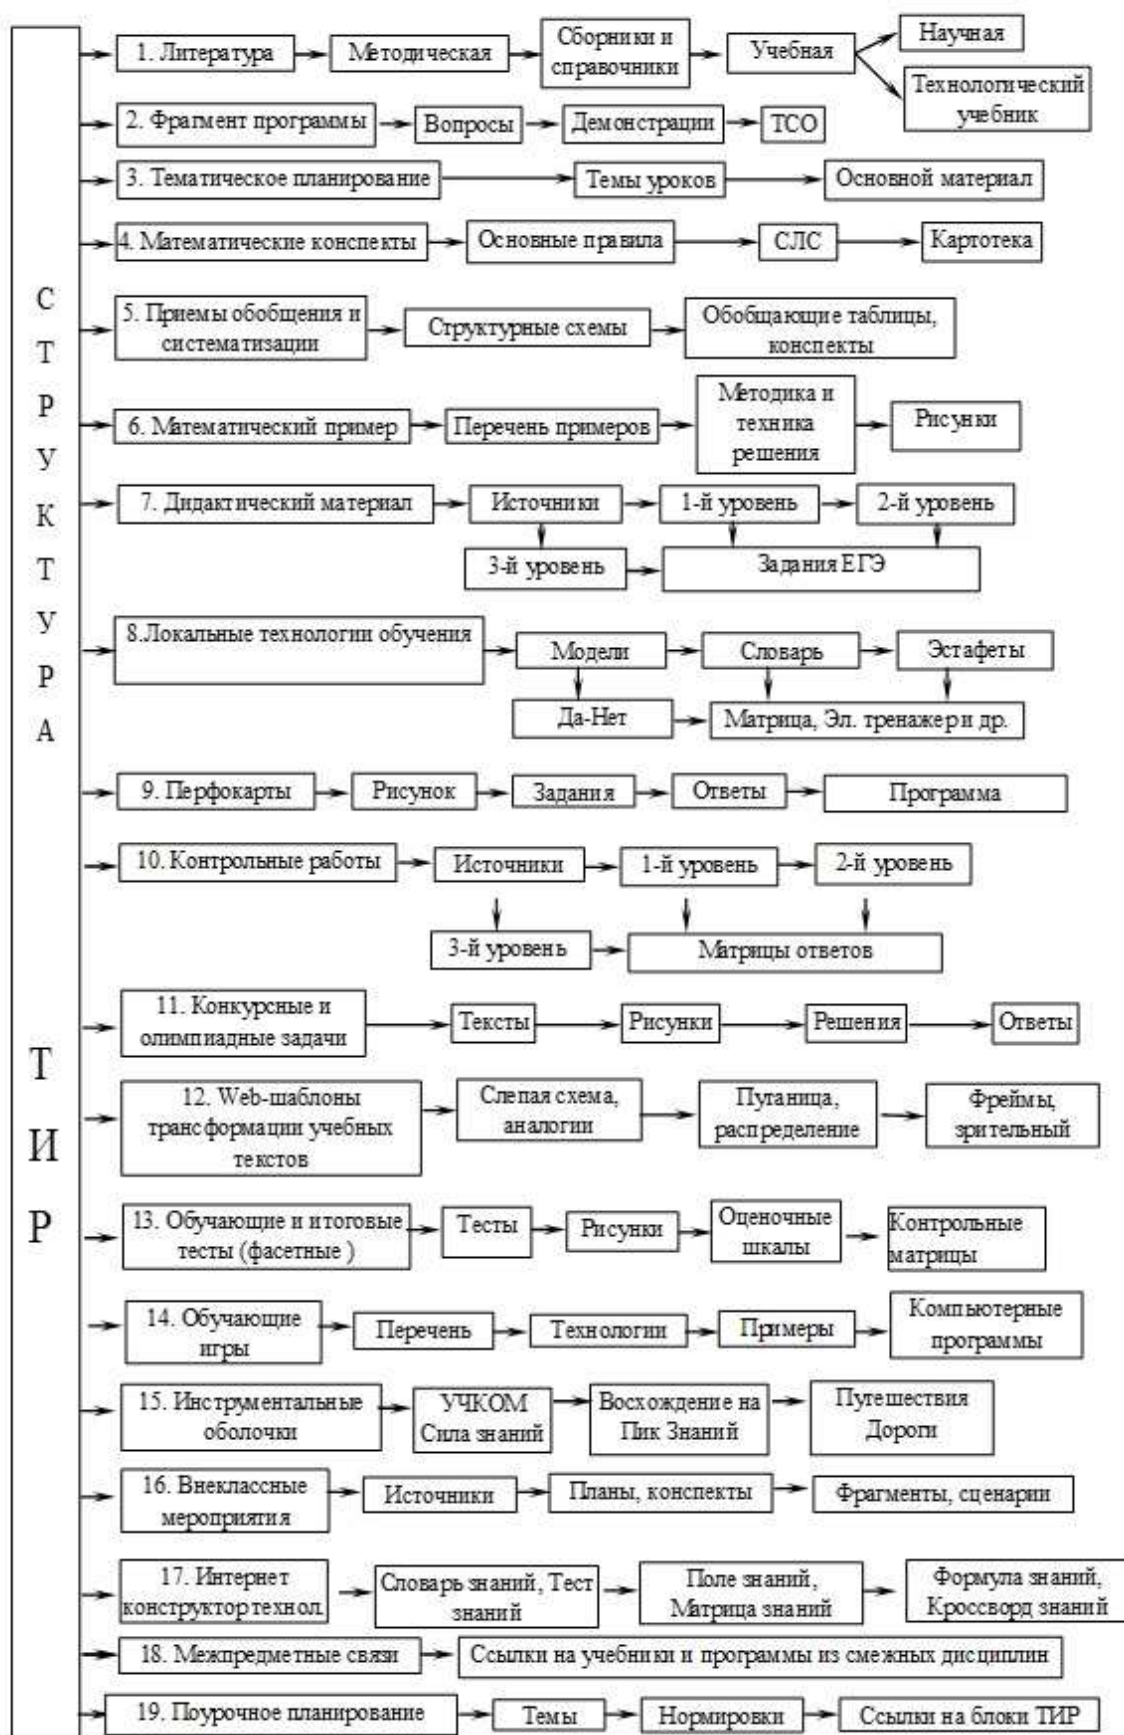 СТРУКТУРА
ТИР
1. Литература
Методическая
Сборники и
справочники
Учебная
Научная
Технологический
учебник
2. Фрагмент программы
Вопросы
Демонстрации
ТСО
3. Тематическое планирование
Темы уроков
Основной материал
4. Математические конспекты
Основные правила
СЛС
Картотека
5. Приемы обобщения и
систематизации
Структурные схемы
Обобщающие таблицы,
конспекты
6. Математический пример
Перечень примеров
Методика и
техника
решения
Рисунки
7. Дидактический материал
Источники
1-й уровень
2-й уровень
3-й уровень
Задания ЕГЭ
8.Локальные технологии обучения
Модели
Словарь
Эстафеты
Да-Нет
Матрица, Эл. тренажер и др.
9. Перфокарты
Рисунок
Задания
Ответы
Программа
10. Контрольные работы
Источники
1-й уровень
2-й уровень
3-й уровень
Матрицы ответов
11. Конкурсные и
олимпиадные задачи
Тексты
Рисунки
Решения
Ответы
12. Web-шаблоны
трансформации учебных
текстов
Слепая схема,
аналогии
Путаница,
распределение
Фреймы,
зрительный
13. Обучающие и итоговые
тесты (фасетные )
Тесты
Рисунки
Оценочные
шкалы
Контрольные
матрицы
14. Обучающие
игры
Перечень
Технологии
Примеры
Компьютерные
программы
15. Инструментальные
оболочки
УЧКОМ
Сила знаний
Восхождение на
Пик Знаний
Путешествия
Дороги
16. Внеклассные
мероприятия
Источники
Планы, конспекты
Фрагменты, сценарии
17. Интернет
конструктор технол.
Словарь знаний, Тест
знаний
Поле знаний,
Матрица знаний
Формула знаний,
Кроссворд знаний
18. Межпредметные связи
Ссылки на учебники и программы из смежных дисциплин
19. Поурочное планирование
Темы
Нормировки
Ссылки на блоки ТИР